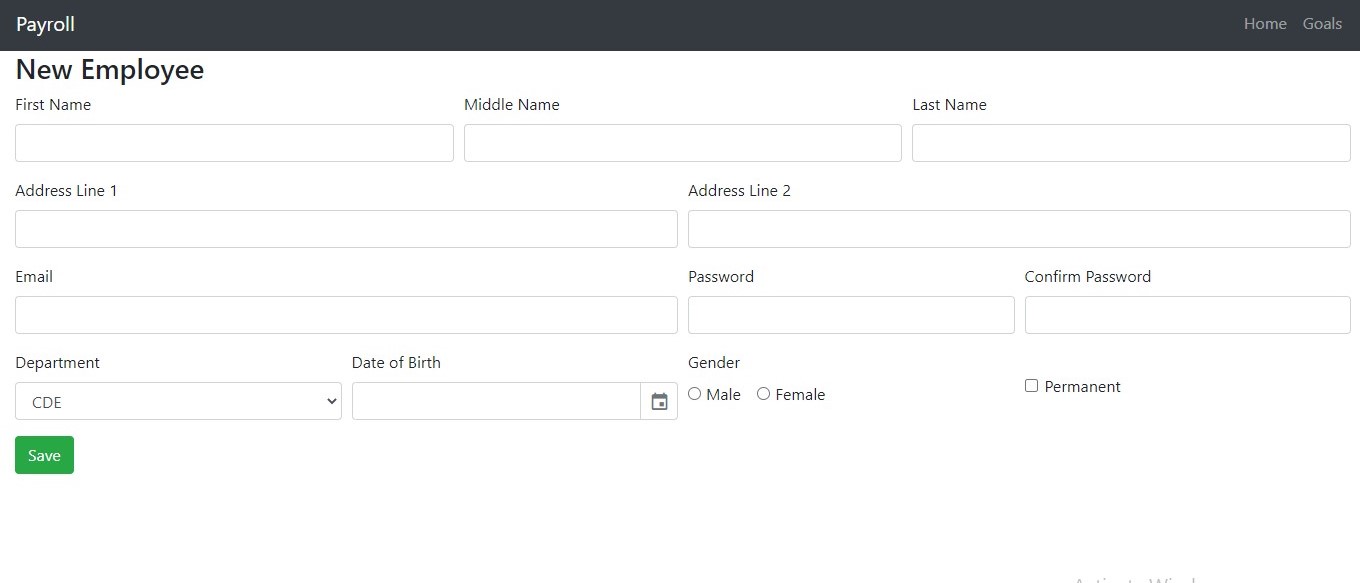 Payroll Home Goals
New Employee
First Name Middle Name Last Name
Address Line 1 Address Line 2
Email Password Confirm Password
Department Date of Birth Gender
CDE Male Female Permanent
Save